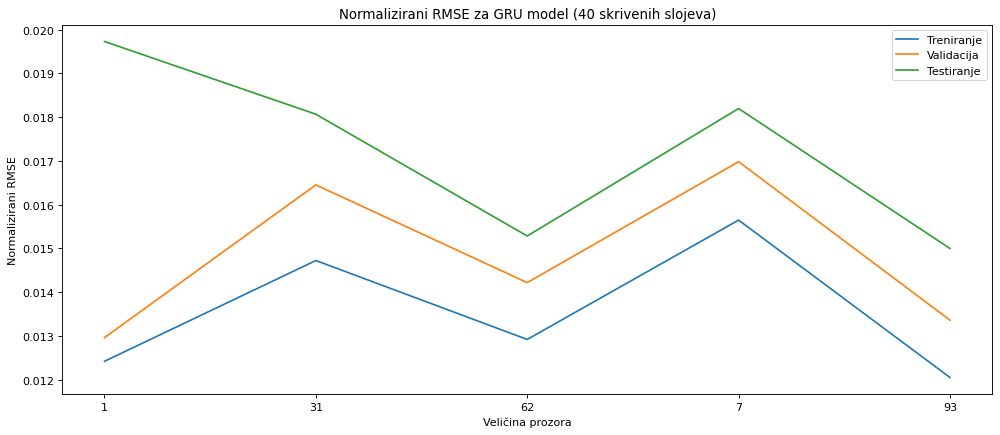 Normalizirani RMSE za GRU model (40 skrivenih slojeva)
Treniranje
Validacija
Testiranje
Normalizirani RMSE
0.020
0.019
0.018
0.017
0.016
0.015
0.014
0.013
0.012
1 31 62 7 93
Veličina prozora